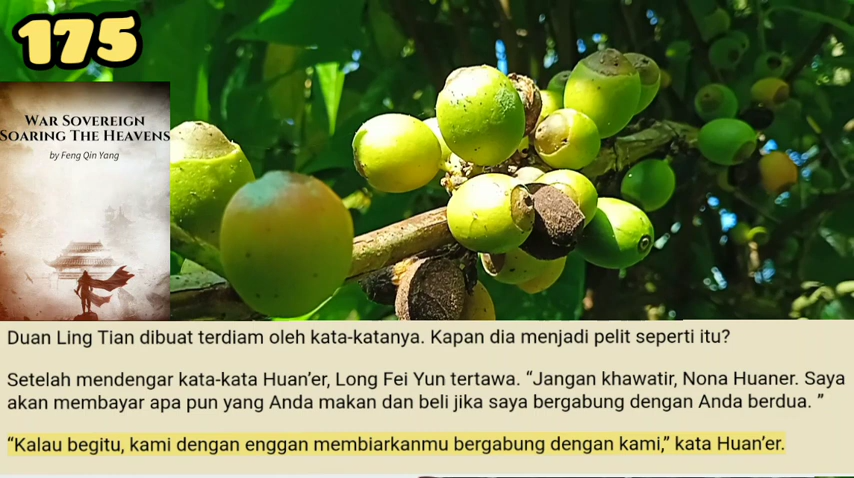 175
WAR SOVEREIGN
SOARING THE HEAVENS
by Feng Qin Yang
Duan Ling Tian dibuat terdiam oleh kata-katanya. Kapan dia menjadi pelit seperti itu?
Setelah mendengar kata-kata Huan’er, Long Fei Yun tertawa. “Jangan khawatir, Nona Huaner. Saya
akan membayar apa pun yang Anda makan dan beli jika saya bergabung dengan Anda berdua. ”
“Kalau begitu, kami dengan enggan membiarkanmu bergabung dengan kami,” kata Huan’er.